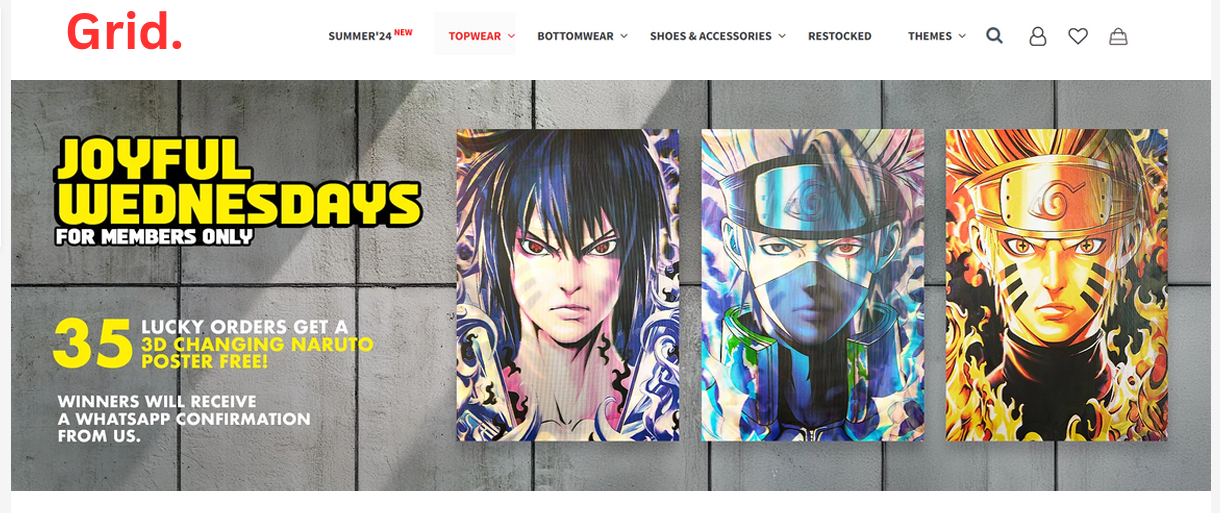 Grid.
SUMMER'24 NEW
TOPWEAR
BOTTOMWEAR
SHOES & ACCESSORIES
RESTOCKED
THEMES
JOYFUL
WEDNESDAYS
FOR MEMBERS ONLY
35
LUCKY ORDERS GET A
3D CHANGING NARUTO
POSTER FREE!
WINNERS WILL RECEIVE
A WHATSAPP CONFIRMATION
FROM US.